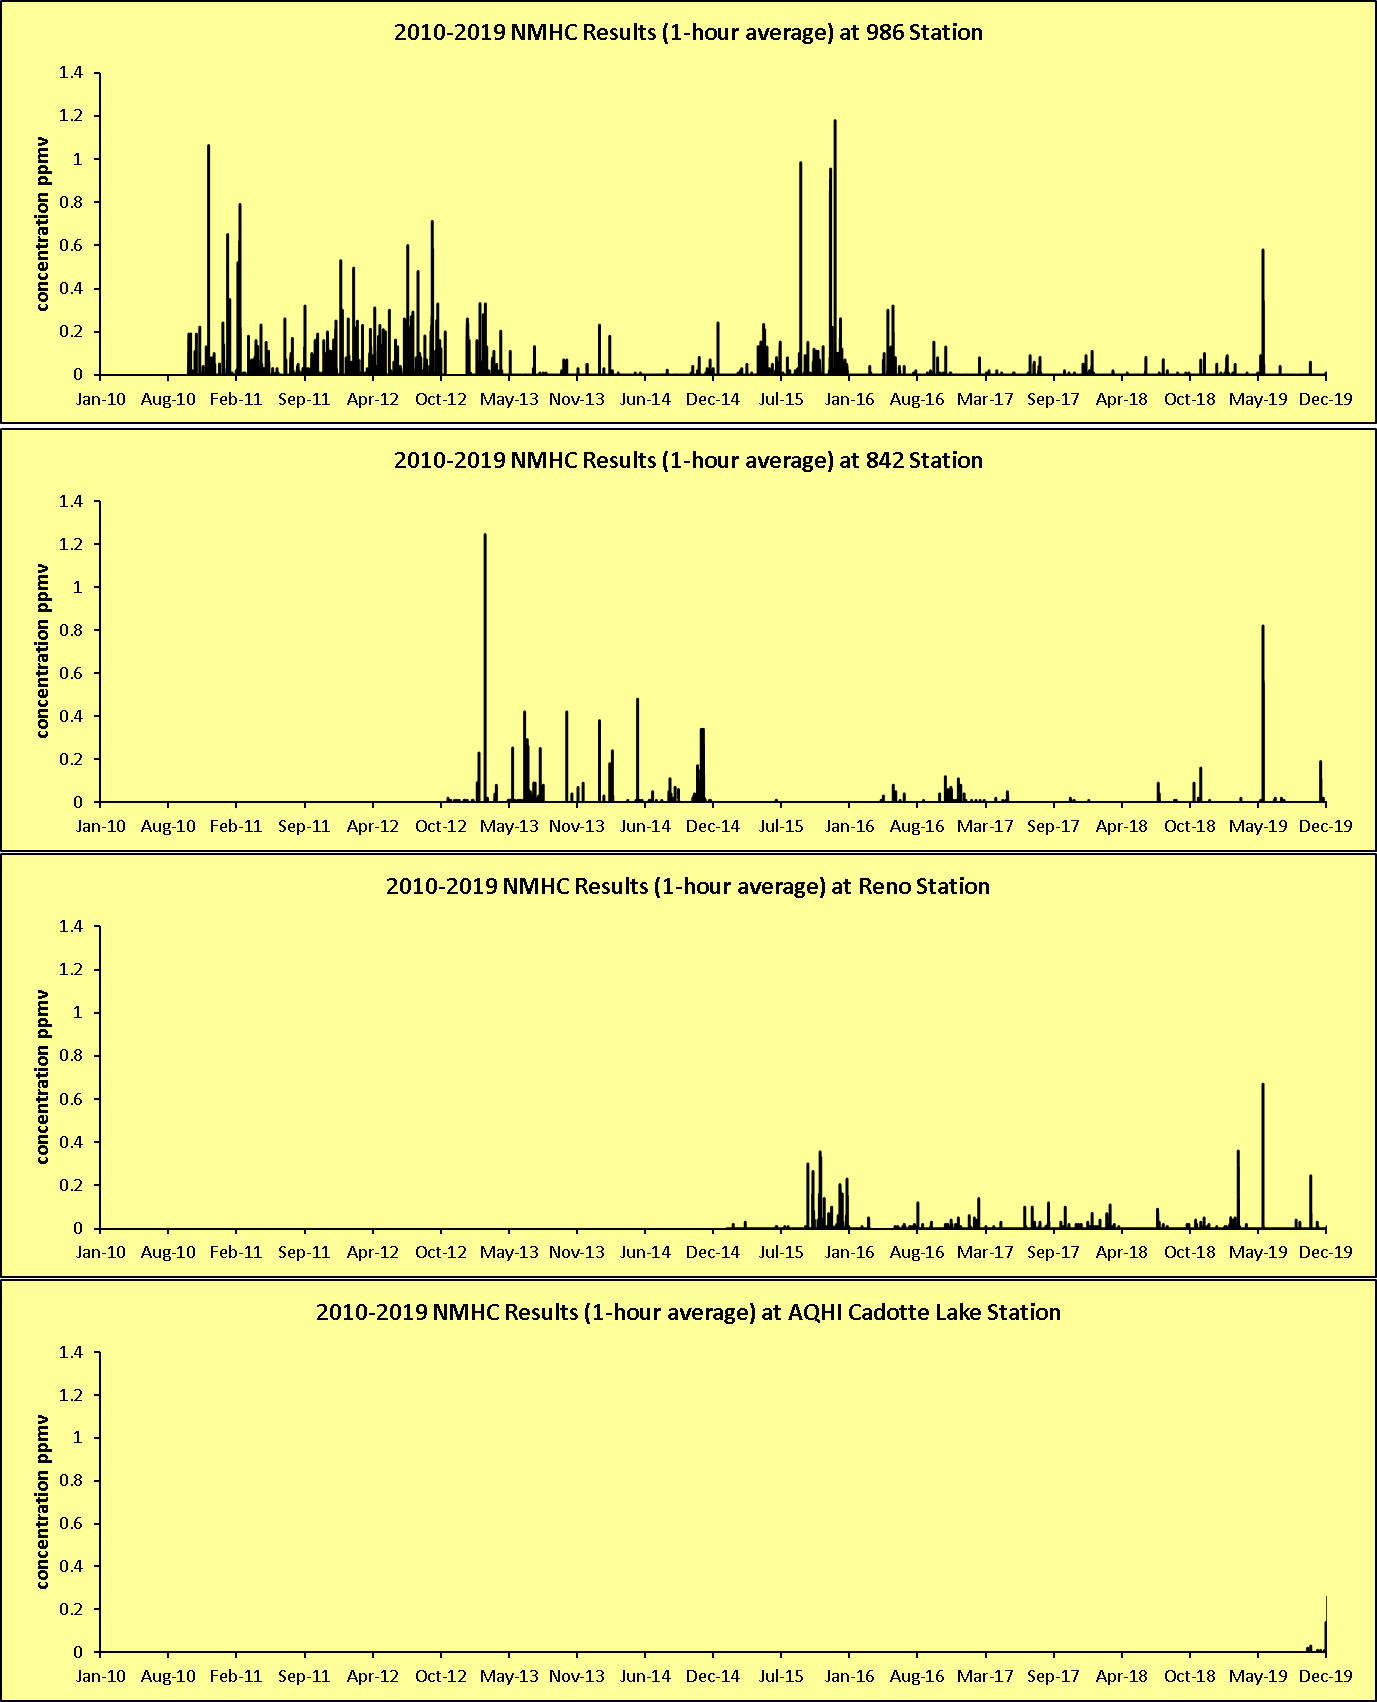 2010-2019 NMHC Results (1-hour average) at 986 Station
concentration ppmv
1.4
1.2
1
0.8
0.6
0.4
0.2
0
Jan-10 Aug-10 Feb-11 Sep-11 Apr-12 Oct-12 May-13 Nov-13 Jun-14 Dec-14 Jul-15 Jan-16 Aug-16 Mar-17 Sep-17 Apr-18 Oct-18 May-19 Dec-19
2010-2019 NMHC Results (1-hour average) at 842 Station
concentration ppmv
1.4
1.2
1
0.8
0.6
0.4
0.2
0
Jan-10 Aug-10 Feb-11 Sep-11 Apr-12 Oct-12 May-13 Nov-13 Jun-14 Dec-14 Jul-15 Jan-16 Aug-16 Mar-17 Sep-17 Apr-18 Oct-18 May-19 Dec-19
2010-2019 NMHC Results (1-hour average) at Reno Station
concentration ppmv
1.4
1.2
1
0.8
0.6
0.4
0.2
0
Jan-10 Aug-10 Feb-11 Sep-11 Apr-12 Oct-12 May-13 Nov-13 Jun-14 Dec-14 Jul-15 Jan-16 Aug-16 Mar-17 Sep-17 Apr-18 Oct-18 May-19 Dec-19
2010-2019 NMHC Results (1-hour average) at AQHI Cadotte Lake Station
concentration ppmv
1.4
1.2
1
0.8
0.6
0.4
0.2
0
Jan-10 Aug-10 Feb-11 Sep-11 Apr-12 Oct-12 May-13 Nov-13 Jun-14 Dec-14 Jul-15 Jan-16 Aug-16 Mar-17 Sep-17 Apr-18 Oct-18 May-19 Dec-19